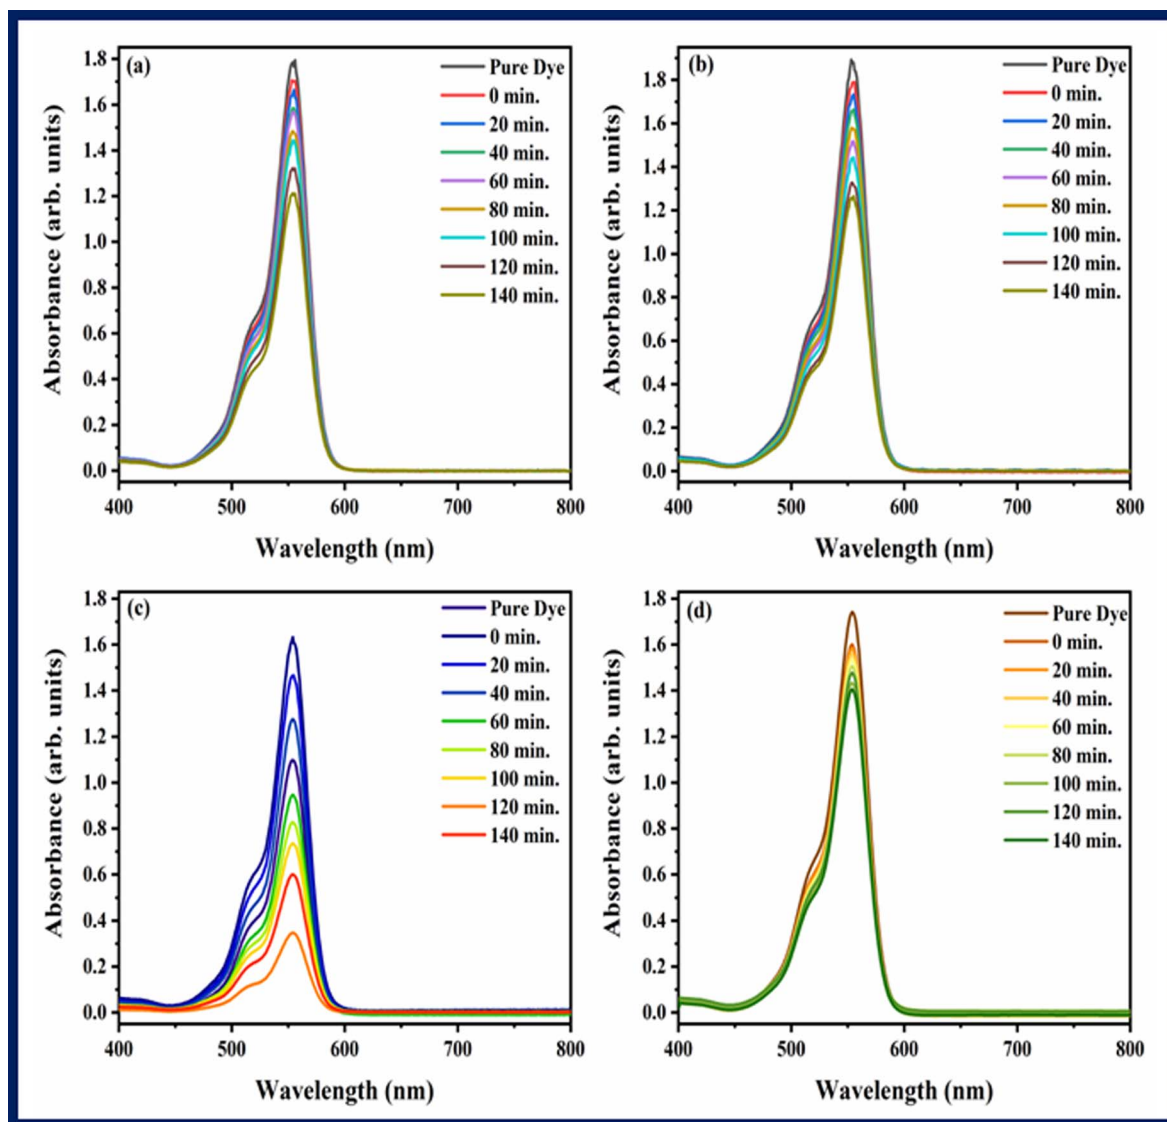 (a)
Pure Dye
0 min.
20 min.
40 min.
60 min.
80 min.
100 min.
120 min.
140 min.
Absorbance (arb. units)
1.8
1.6
1.4
1.2
1.0
0.8
0.6
0.4
0.2
0.0
400 500 600 700 800
Wavelength (nm)
(b)
Pure Dye
0 min.
20 min.
40 min.
60 min.
80 min.
100 min.
120 min.
140 min.
Absorbance (arb. units)
1.8
1.6
1.4
1.2
1.0
0.8
0.6
0.4
0.2
0.0
400 500 600 700 800
Wavelength (nm)
(c)
Pure Dye
0 min.
20 min.
40 min.
60 min.
80 min.
100 min.
120 min.
140 min.
Absorbance (arb. units)
1.8
1.6
1.4
1.2
1.0
0.8
0.6
0.4
0.2
0.0
400 500 600 700 800
Wavelength (nm)
(d)
Pure Dye
0 min.
20 min.
40 min.
60 min.
80 min.
100 min.
120 min.
140 min.
Absorbance (arb. units)
1.8
1.6
1.4
1.2
1.0
0.8
0.6
0.4
0.2
0.0
400 500 600 700 800
Wavelength (nm)